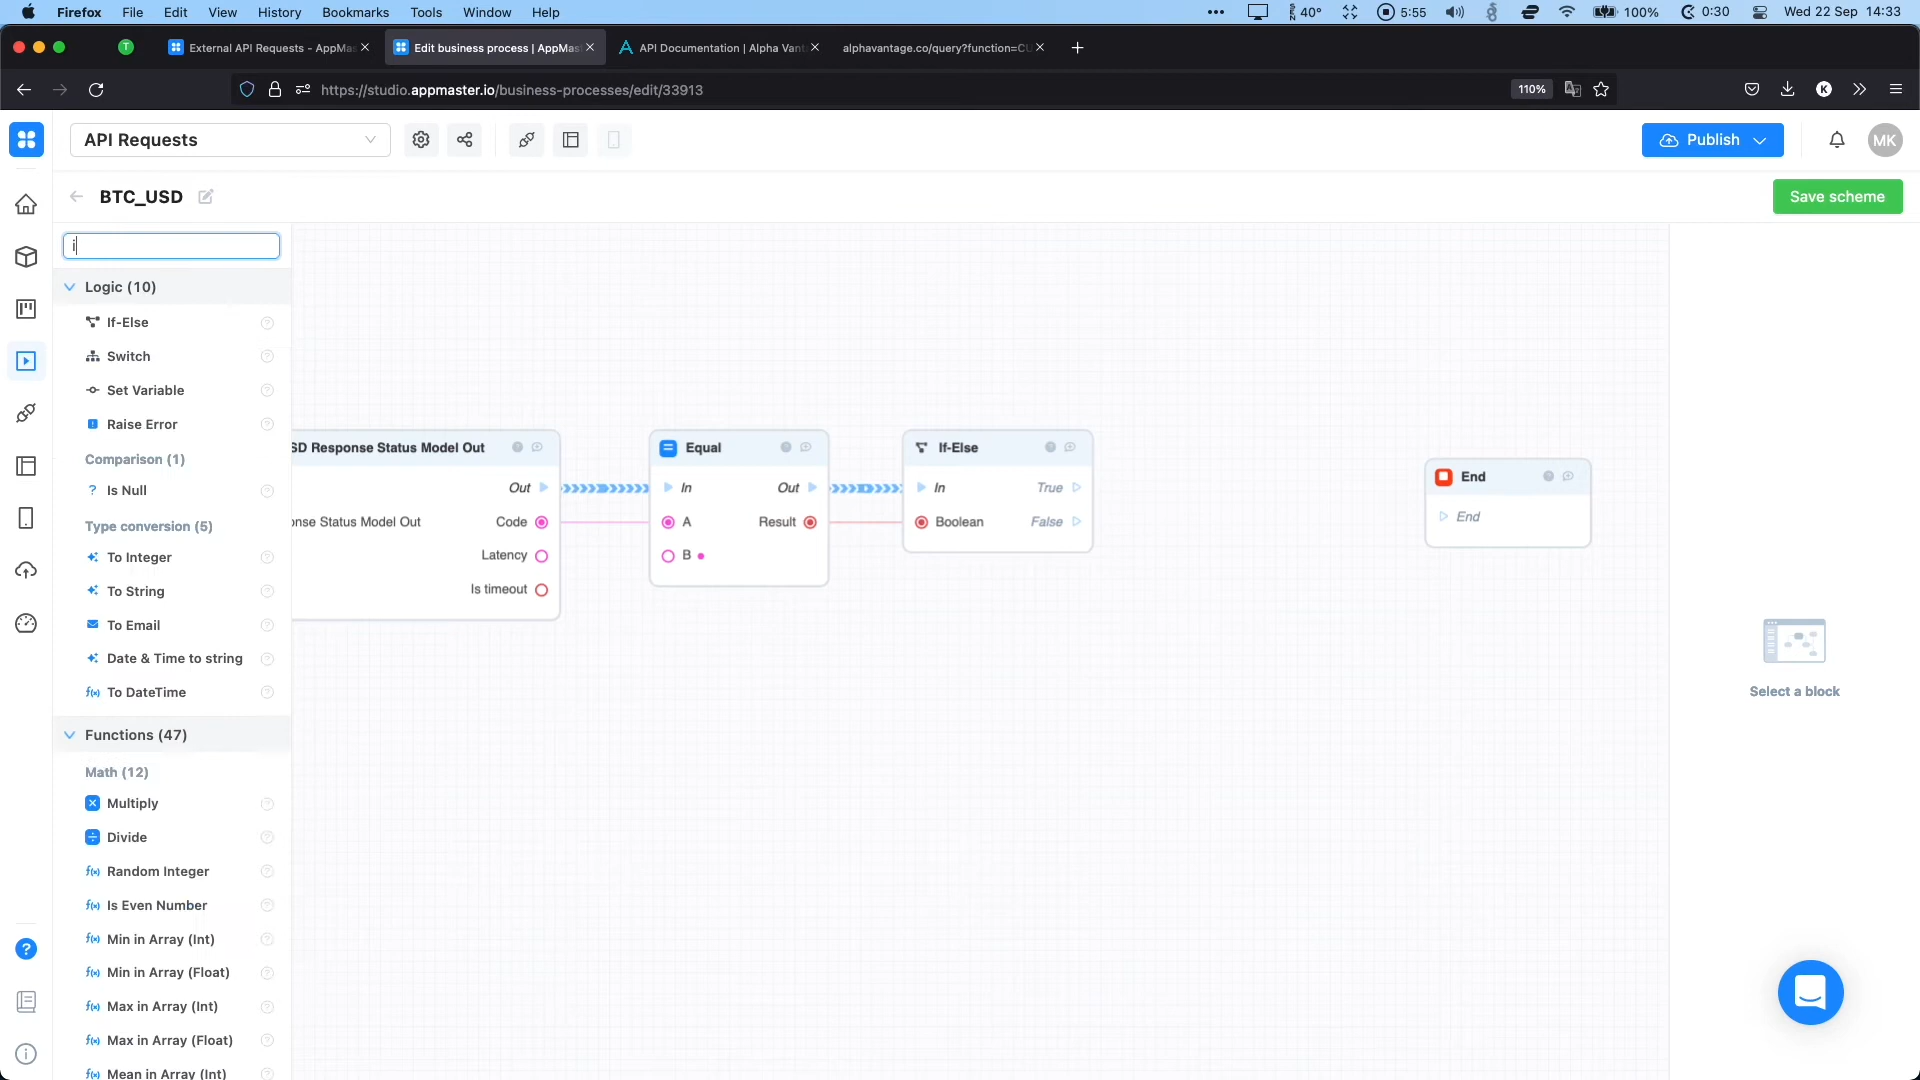 Firefox File Edit View History Bookmarks Tools Window Help 40° 5:55 100% 0:30 Wed 22 Sep 14:33
T External API Requests - AppMas Edit business process | AppMas API Documentation | Alpha Vant alphavantage.co/query?function=CU
https://studio.appmaster.io/business-processes/edit/33913 110% K
API Requests Publish MK
BTC_USD Save scheme
i
Logic (10)
If-Else
Switch
Set Variable
Raise Error
Comparison (1)
Is Null
Type conversion (5)
To Integer
To String
To Email
Date & Time to string
To DateTime
Functions (47)
Math (12)
Multiply
Divide
Random Integer
Is Even Number
Min in Array (Int)
Min in Array (Float)
Max in Array (Int)
Max in Array (Float)
Mean in Array (Int)
SD Response Status Model Out
Out
onse Status Model Out Code
Latency
Is timeout
Equal
In Out
A Result
B
If-Else
In True
Boolean False
End
End
Select a block